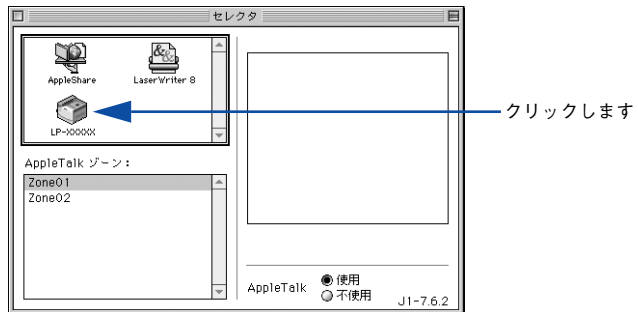 セレクタ
AppleShare
LaserWriter 8
LP-XXXXX
クリックします
AppleTalk ゾーン：
Zone01
Zone02
AppleTalk
使用
不使用
J1-7.6.2